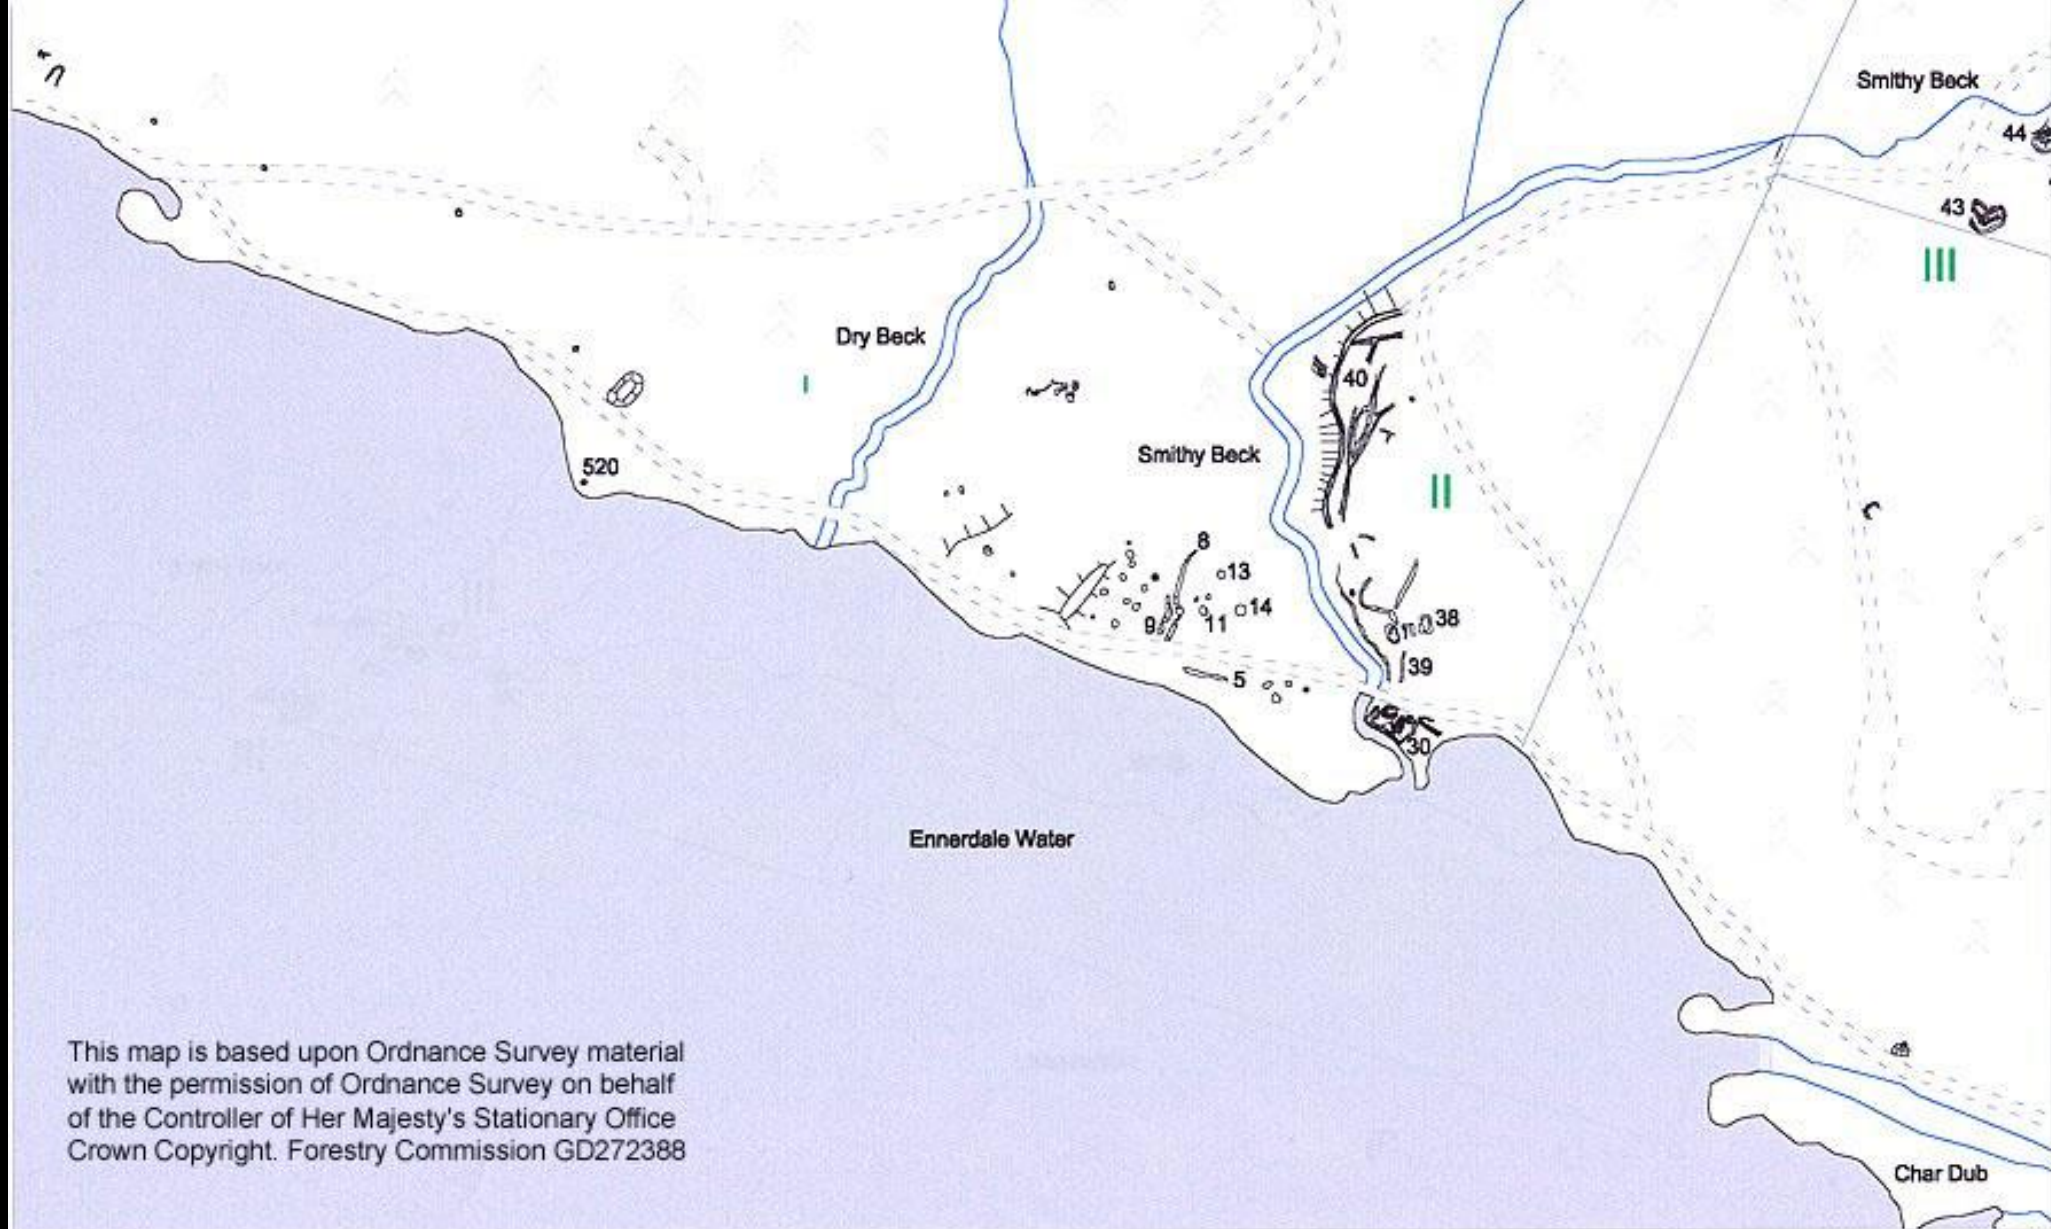 Smithy Beck
44
43
III
Dry Beck
I
40
Smithy Beck
520
II
8
13
14
9
11
38
39
5
30
Ennerdale Water
This map is based upon Ordnance Survey material
with the permission of Ordnance Survey on behalf
of the Controller of Her Majesty's Stationary Office
Crown Copyright. Forestry Commission GD272388
Char Dub